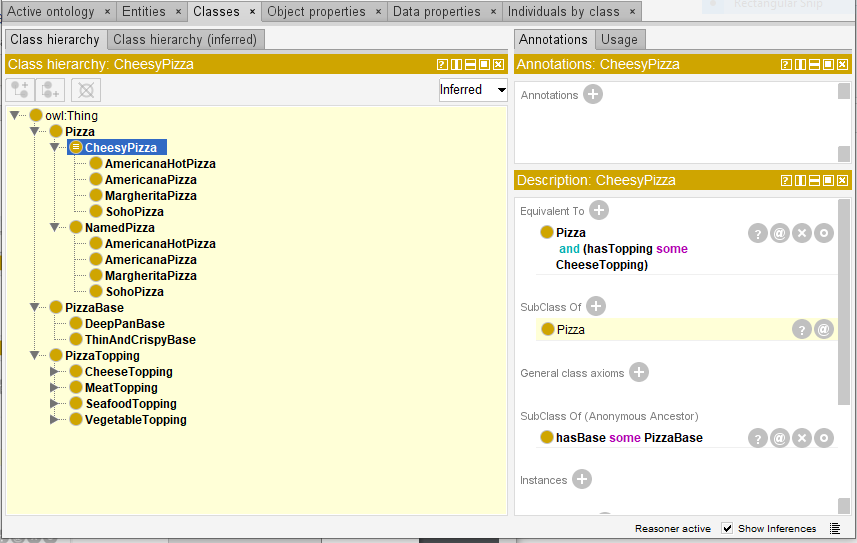 Rectangular Snip
Active ontology × Entities × Classes × Object properties × Data properties × Individuals by class ×
Class hierarchy Class hierarchy (inferred)
Class hierarchy: CheesyPizza
Inferred
owl:Thing
Pizza
CheesyPizza
AmericanaHotPizza
AmericanaPizza
MargheritaPizza
SohoPizza
NamedPizza
AmericanaHotPizza
AmericanaPizza
MargheritaPizza
SohoPizza
PizzaBase
DeepPanBase
ThinAndCrispyBase
PizzaTopping
CheeseTopping
MeatTopping
SeafoodTopping
VegetableTopping
Annotations Usage
Annotations: CheesyPizza
Annotations
Description: CheesyPizza
Equivalent To
Pizza
and (hasTopping some
CheeseTopping)
SubClass Of
Pizza
General class axioms
SubClass Of (Anonymous Ancestor)
hasBase some PizzaBase
Instances
Reasoner active Show Inferences